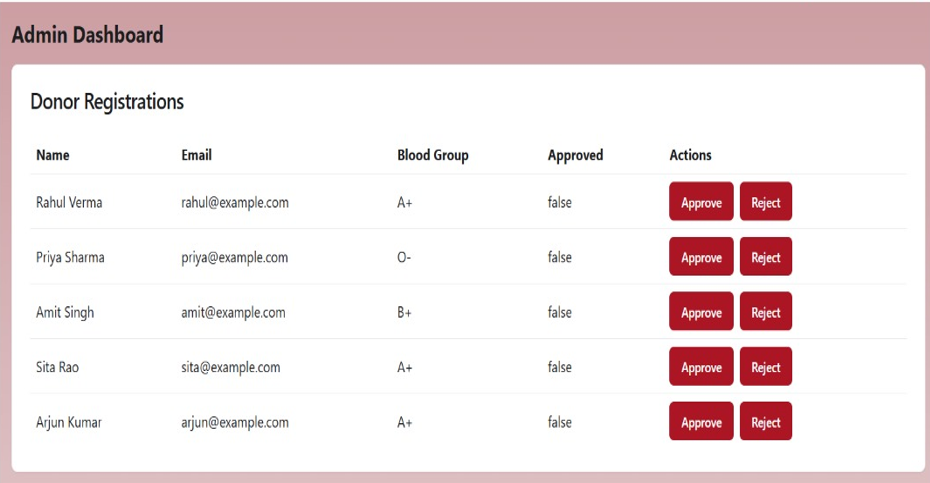 Admin Dashboard
Donor Registrations
Name Email Blood Group Approved Actions
Rahul Verma rahul@example.com A+ false Approve Reject
Priya Sharma priya@example.com O- false Approve Reject
Amit Singh amit@example.com B+ false Approve Reject
Sita Rao sita@example.com A+ false Approve Reject
Arjun Kumar arjun@example.com A+ false Approve Reject